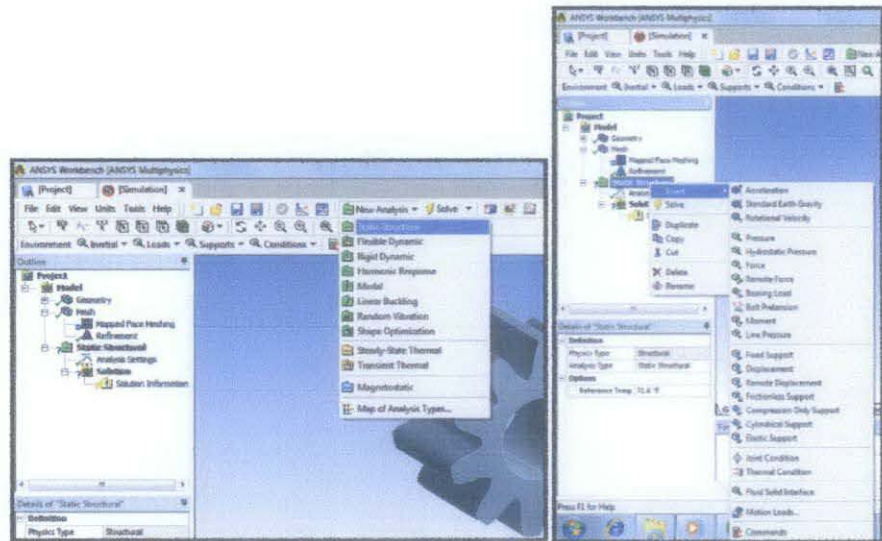 ANSYS Workbench [ANSYS Multiphysics]
[Project] [Simulation] ×
File Edit View Units Tools Help New Analysis Solve
Environment Inertial Loads Supports Conditions
Outline
Project
Model
Geometry
Mesh
Mapped Face Meshing
Refinement
Static Structural
Analysis Settings
Solution
Solution Information
Static Structural
Flexible Dynamic
Rigid Dynamic
Harmonic Response
Modal
Linear Buckling
Random Vibration
Shape Optimization
Steady-State Thermal
Transient Thermal
Magnetostatic
Map of Analysis Types...
Details of "Static Structural"
Definition
Physics Type Structural
ANSYS Workbench [ANSYS Multiphysics]
[Project] [Simulation] ×
File Edit View Units Tools Help
Environment Inertial Loads Supports Conditions
Project
Model
Geometry
Mesh
Mapped Face Meshing
Refinement
Static Structural
Insert
Solve
Duplicate
Copy
Cut
Delete
Rename
Acceleration
Standard Earth Gravity
Rotational Velocity
Pressure
Hydrostatic Pressure
Force
Remote Force
Bearing Load
Bolt Pretension
Moment
Line Pressure
Fixed Support
Displacement
Remote Displacement
Frictionless Support
Compression Only Support
Cylindrical Support
Elastic Support
Joint Condition
Thermal Condition
Fluid Solid Interface
Motion Loads...
Commands
Details of "Static Structural"
Definition
Physics Type Structural
Analysis Type Static Structural
Options
Reference Temp 71.6 °F
Press F1 for Help